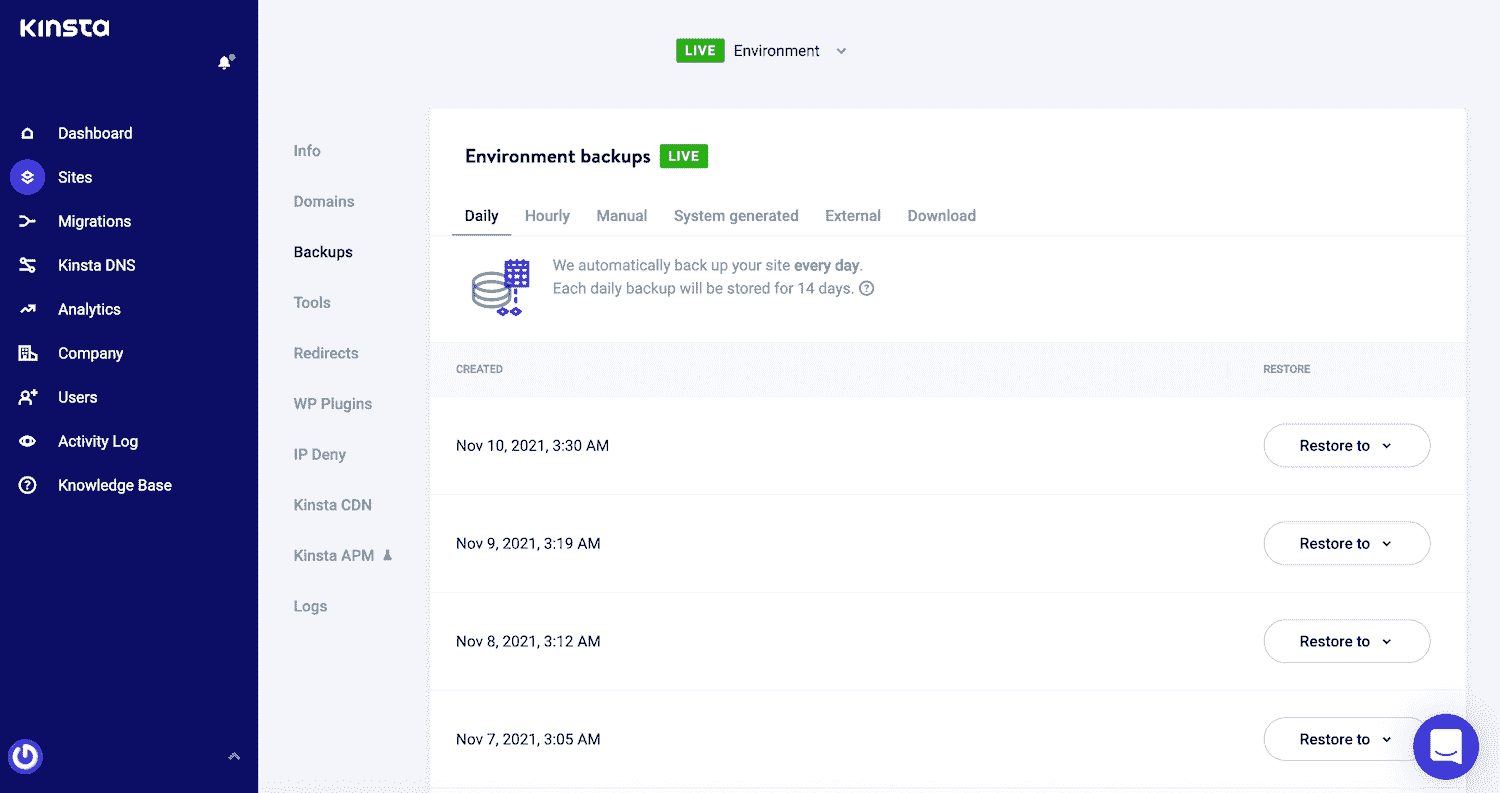 KINSTA
LIVE Environment
Dashboard
Sites
Migrations
Kinsta DNS
Analytics
Company
Users
Activity Log
Knowledge Base
Info
Domains
Backups
Tools
Redirects
WP Plugins
IP Deny
Kinsta CDN
Kinsta APM
Logs
Environment backups LIVE
Daily Hourly Manual System generated External Download
We automatically back up your site every day.
Each daily backup will be stored for 14 days. ?
CREATED RESTORE
Nov 10, 2021, 3:30 AM Restore to
Nov 9, 2021, 3:19 AM Restore to
Nov 8, 2021, 3:12 AM Restore to
Nov 7, 2021, 3:05 AM Restore to